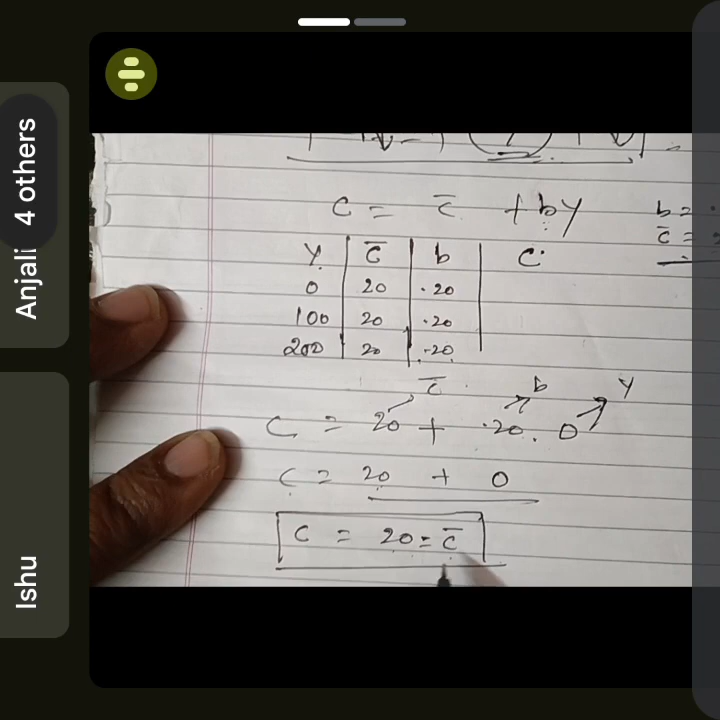 Anjali 4 others
Ishu
C = c̄ + by
b =
c̄ =
Y c̄ b C
0 20 .20
100 20 .20
200 20 .20
c̄ b y
C = 20 + .20. 0
C = 20 + 0
C = 20 = c̄